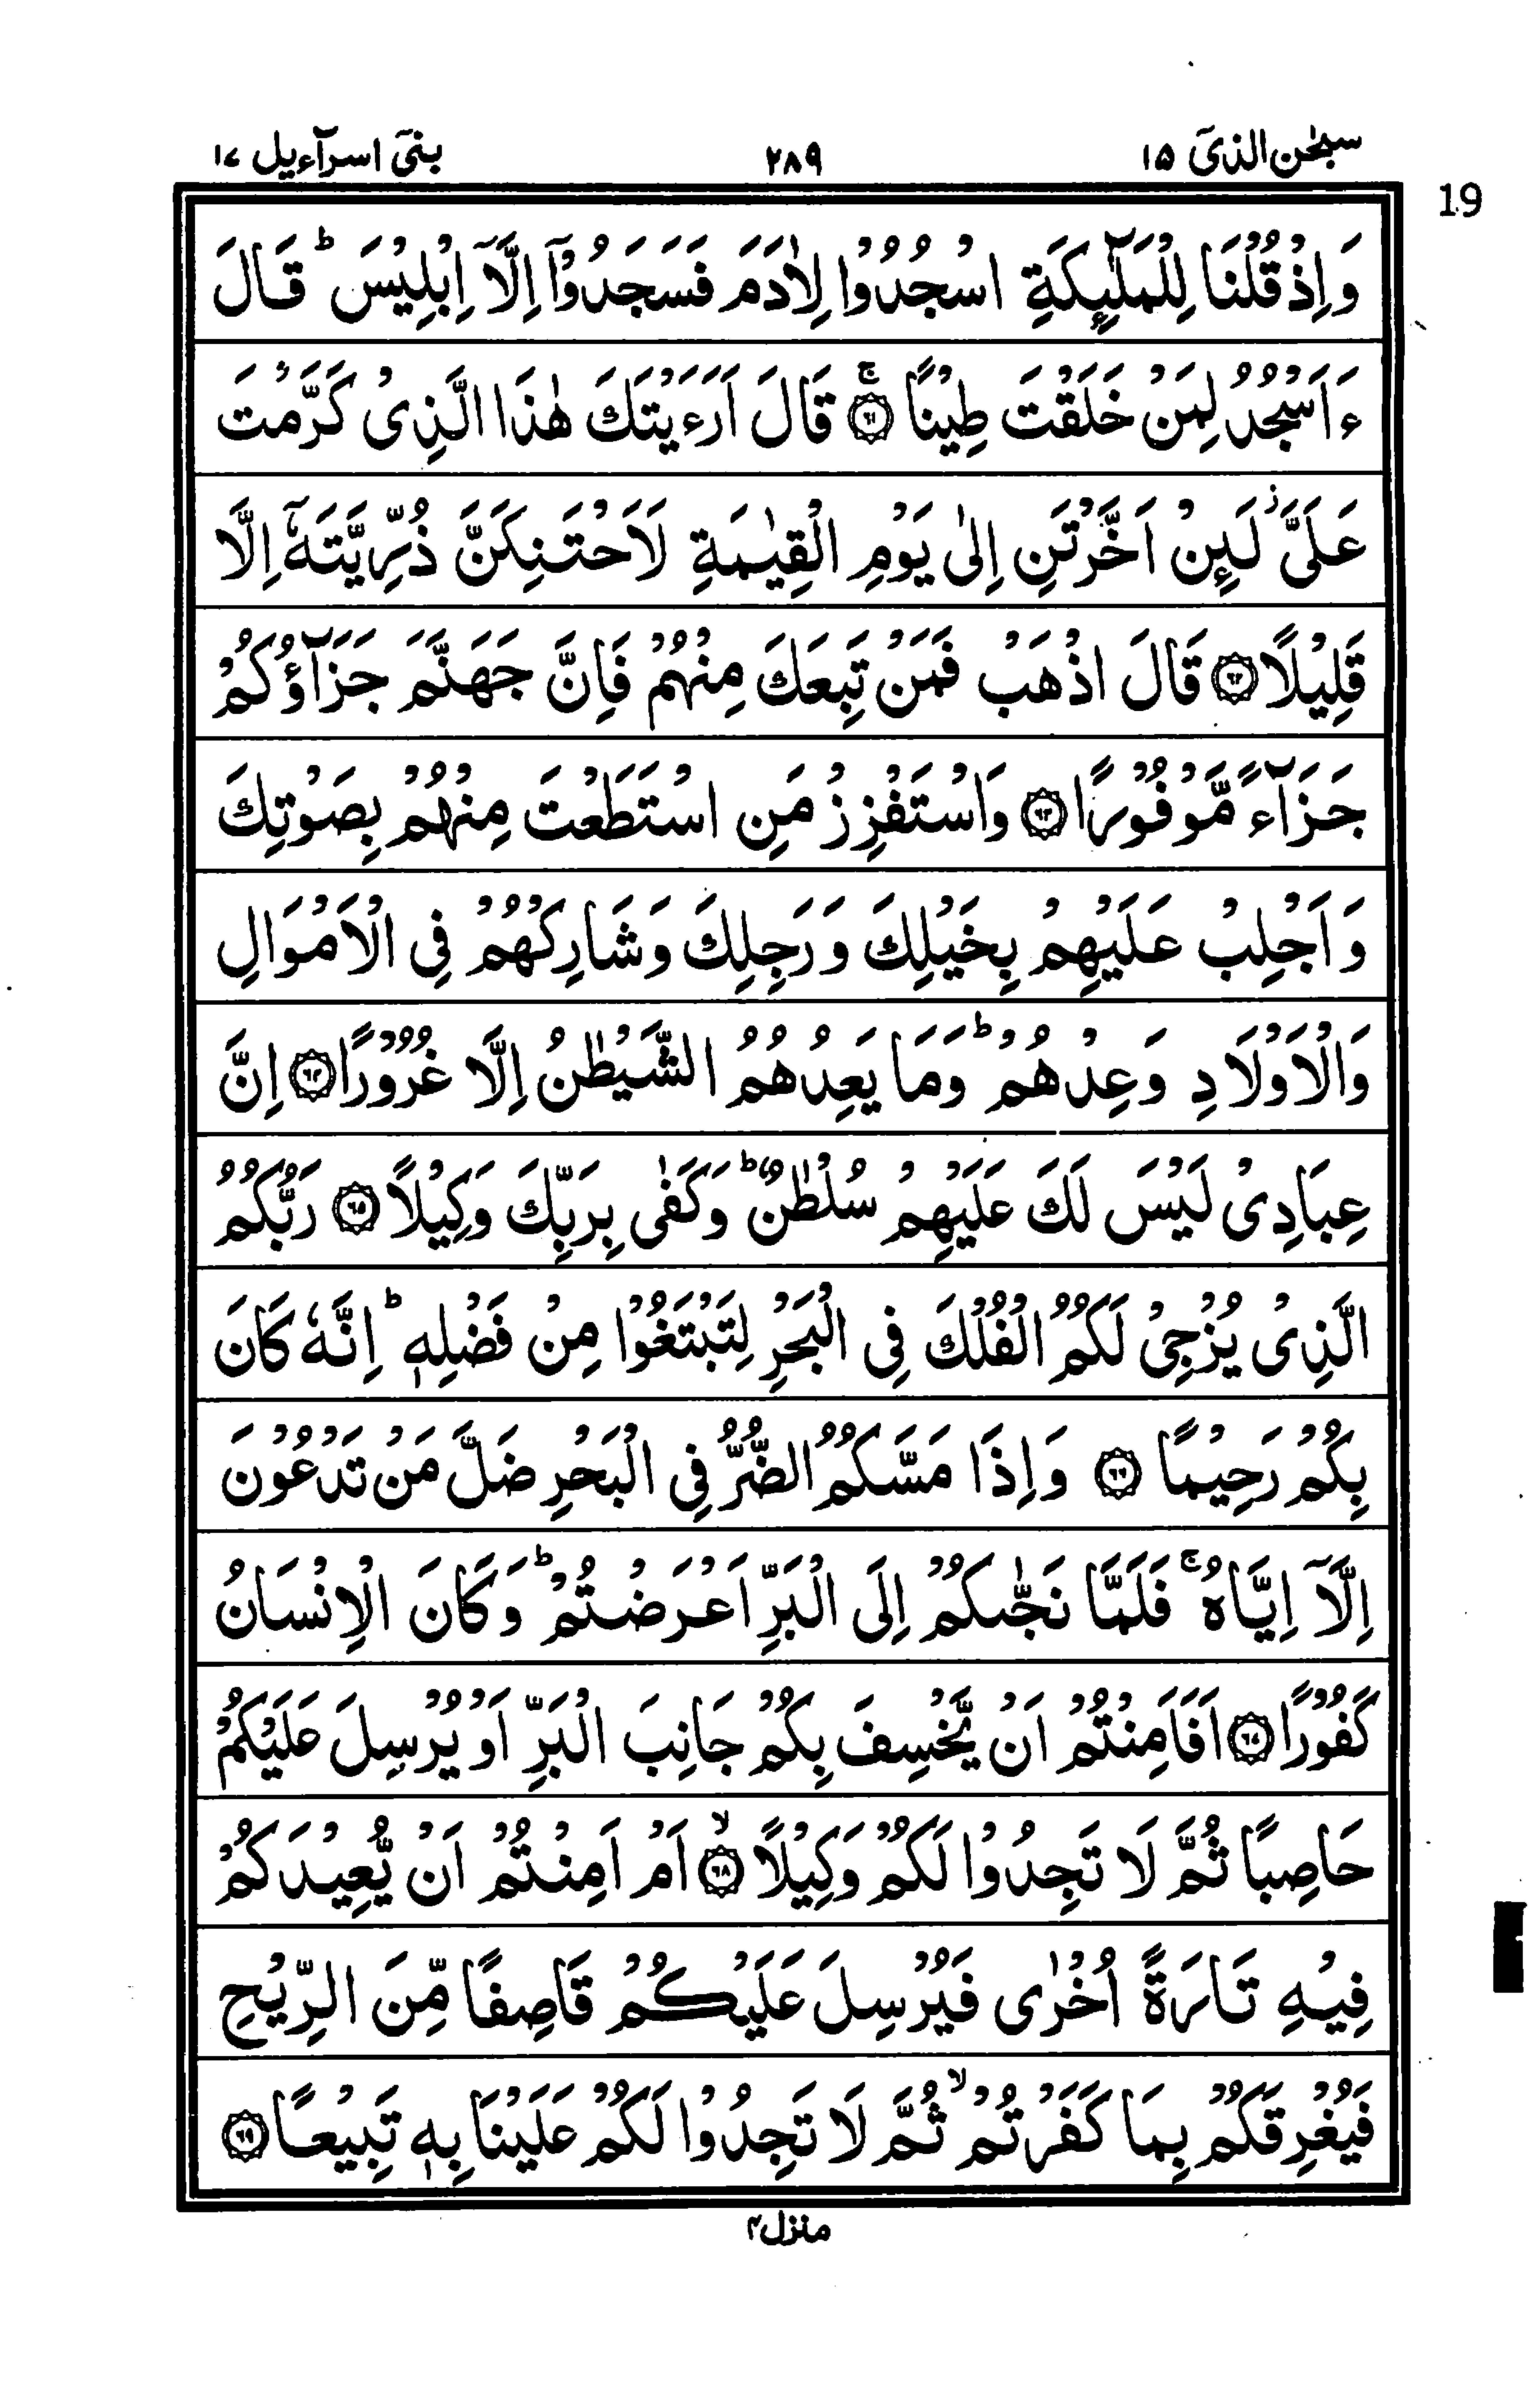 سبحٰن الذیٓ ۱۵ ۲۸۹ بنیٓ اسرآءیل ۱۷
19
وَ اِذْ قُلْنَا لِلْمَلٰٓىِٕكَةِ اسْجُدُوْا لِاٰدَمَ فَسَجَدُوْۤا اِلَّاۤ اِبْلِیْسَ ؕ قَالَ
ءَاَسْجُدُ لِمَنْ خَلَقْتَ طِیْنًا ۚ۝۶۱ قَالَ اَرَءَیْتَكَ هٰذَا الَّذِیْ كَرَّمْتَ
عَلَیَّ ؗ لَىِٕنْ اَخَّرْتَنِ اِلٰی یَوْمِ الْقِیٰمَةِ لَاَحْتَنِكَنَّ ذُرِّیَّتَهٗۤ اِلَّا
قَلِیْلًا ۝۶۲ قَالَ اذْهَبْ فَمَنْ تَبِعَكَ مِنْهُمْ فَاِنَّ جَهَنَّمَ جَزَآؤُكُمْ
جَزَآءً مَّوْفُوْرًا ۝۶۳ وَاسْتَفْزِزْ مَنِ اسْتَطَعْتَ مِنْهُمْ بِصَوْتِكَ
وَ اَجْلِبْ عَلَیْهِمْ بِخَیْلِكَ وَ رَجِلِكَ وَ شَارِكْهُمْ فِی الْاَمْوَالِ
وَ الْاَوْلَادِ وَعِدْهُمْ ؕ وَمَا یَعِدُهُمُ الشَّیْطٰنُ اِلَّا غُرُوْرًا ۝۶۴ اِنَّ
عِبَادِیْ لَیْسَ لَكَ عَلَیْهِمْ سُلْطٰنٌ ؕ وَكَفٰی بِرَبِّكَ وَكِیْلًا ۝۶۵ رَبُّكُمُ
الَّذِیْ یُزْجِیْ لَكُمُ الْفُلْكَ فِی الْبَحْرِ لِتَبْتَغُوْا مِنْ فَضْلِهٖ ؕ اِنَّهٗ كَانَ
بِكُمْ رَحِیْمًا ۝۶۶ وَ اِذَا مَسَّكُمُ الضُّرُّ فِی الْبَحْرِ ضَلَّ مَنْ تَدْعُوْنَ
اِلَّاۤ اِیَّاهُ ۚ فَلَمَّا نَجّٰىكُمْ اِلَی الْبَرِّ اَعْرَضْتُمْ ؕ وَ كَانَ الْاِنْسَانُ
كَفُوْرًا ۝۶۷ اَفَاَمِنْتُمْ اَنْ یَّخْسِفَ بِكُمْ جَانِبَ الْبَرِّ اَوْ یُرْسِلَ عَلَیْكُمْ
حَاصِبًا ثُمَّ لَا تَجِدُوْا لَكُمْ وَكِیْلًا ۙ۝۶۸ اَمْ اَمِنْتُمْ اَنْ یُّعِیْدَكُمْ
فِیْهِ تَارَةً اُخْرٰی فَیُرْسِلَ عَلَیْكُمْ قَاصِفًا مِّنَ الرِّیْحِ
فَیُغْرِقَكُمْ بِمَا كَفَرْتُمْ ۙ ثُمَّ لَا تَجِدُوْا لَكُمْ عَلَیْنَا بِهٖ تَبِیْعًا ۝۶۹
منزل ۴